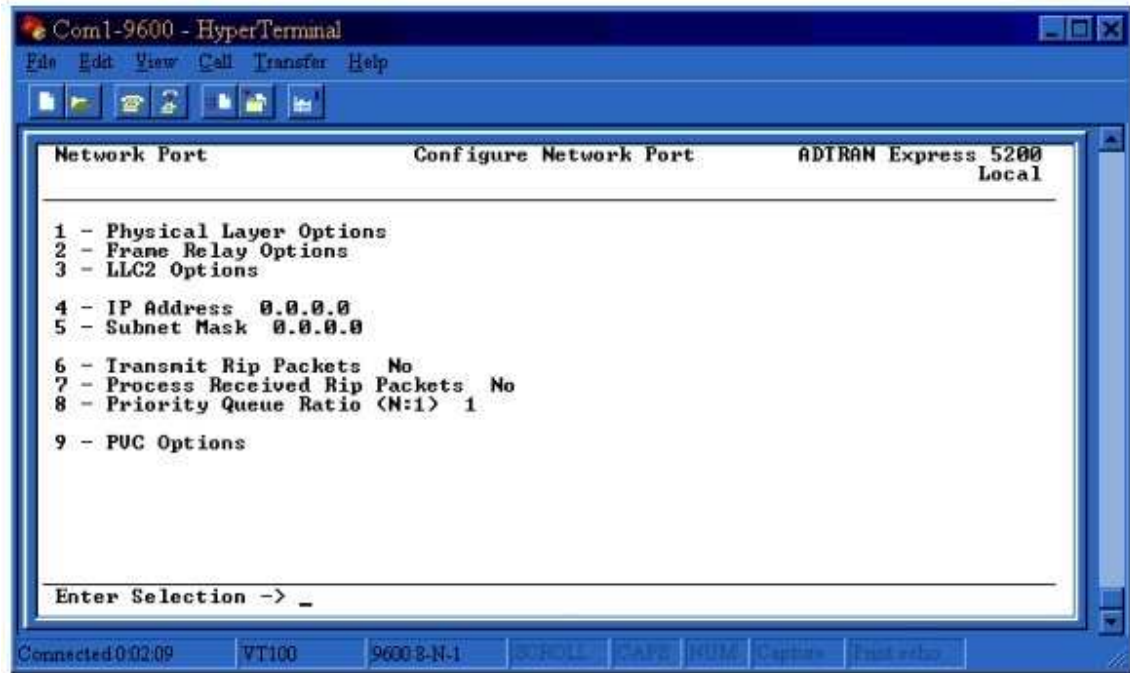 Com1-9600 - HyperTerminal
File Edit View Call Transfer Help
Network Port Configure Network Port ADTRAN Express 5200
Local
1 - Physical Layer Options
2 - Frame Relay Options
3 - LLC2 Options
4 - IP Address 0.0.0.0
5 - Subnet Mask 0.0.0.0
6 - Transmit Rip Packets No
7 - Process Received Rip Packets No
8 - Priority Queue Ratio (N:1) 1
9 - PVC Options
Enter Selection -> _
Connected 0:02:09 VT100 9600 8-N-1 SCROLL CAPS NUM Capture Print echo